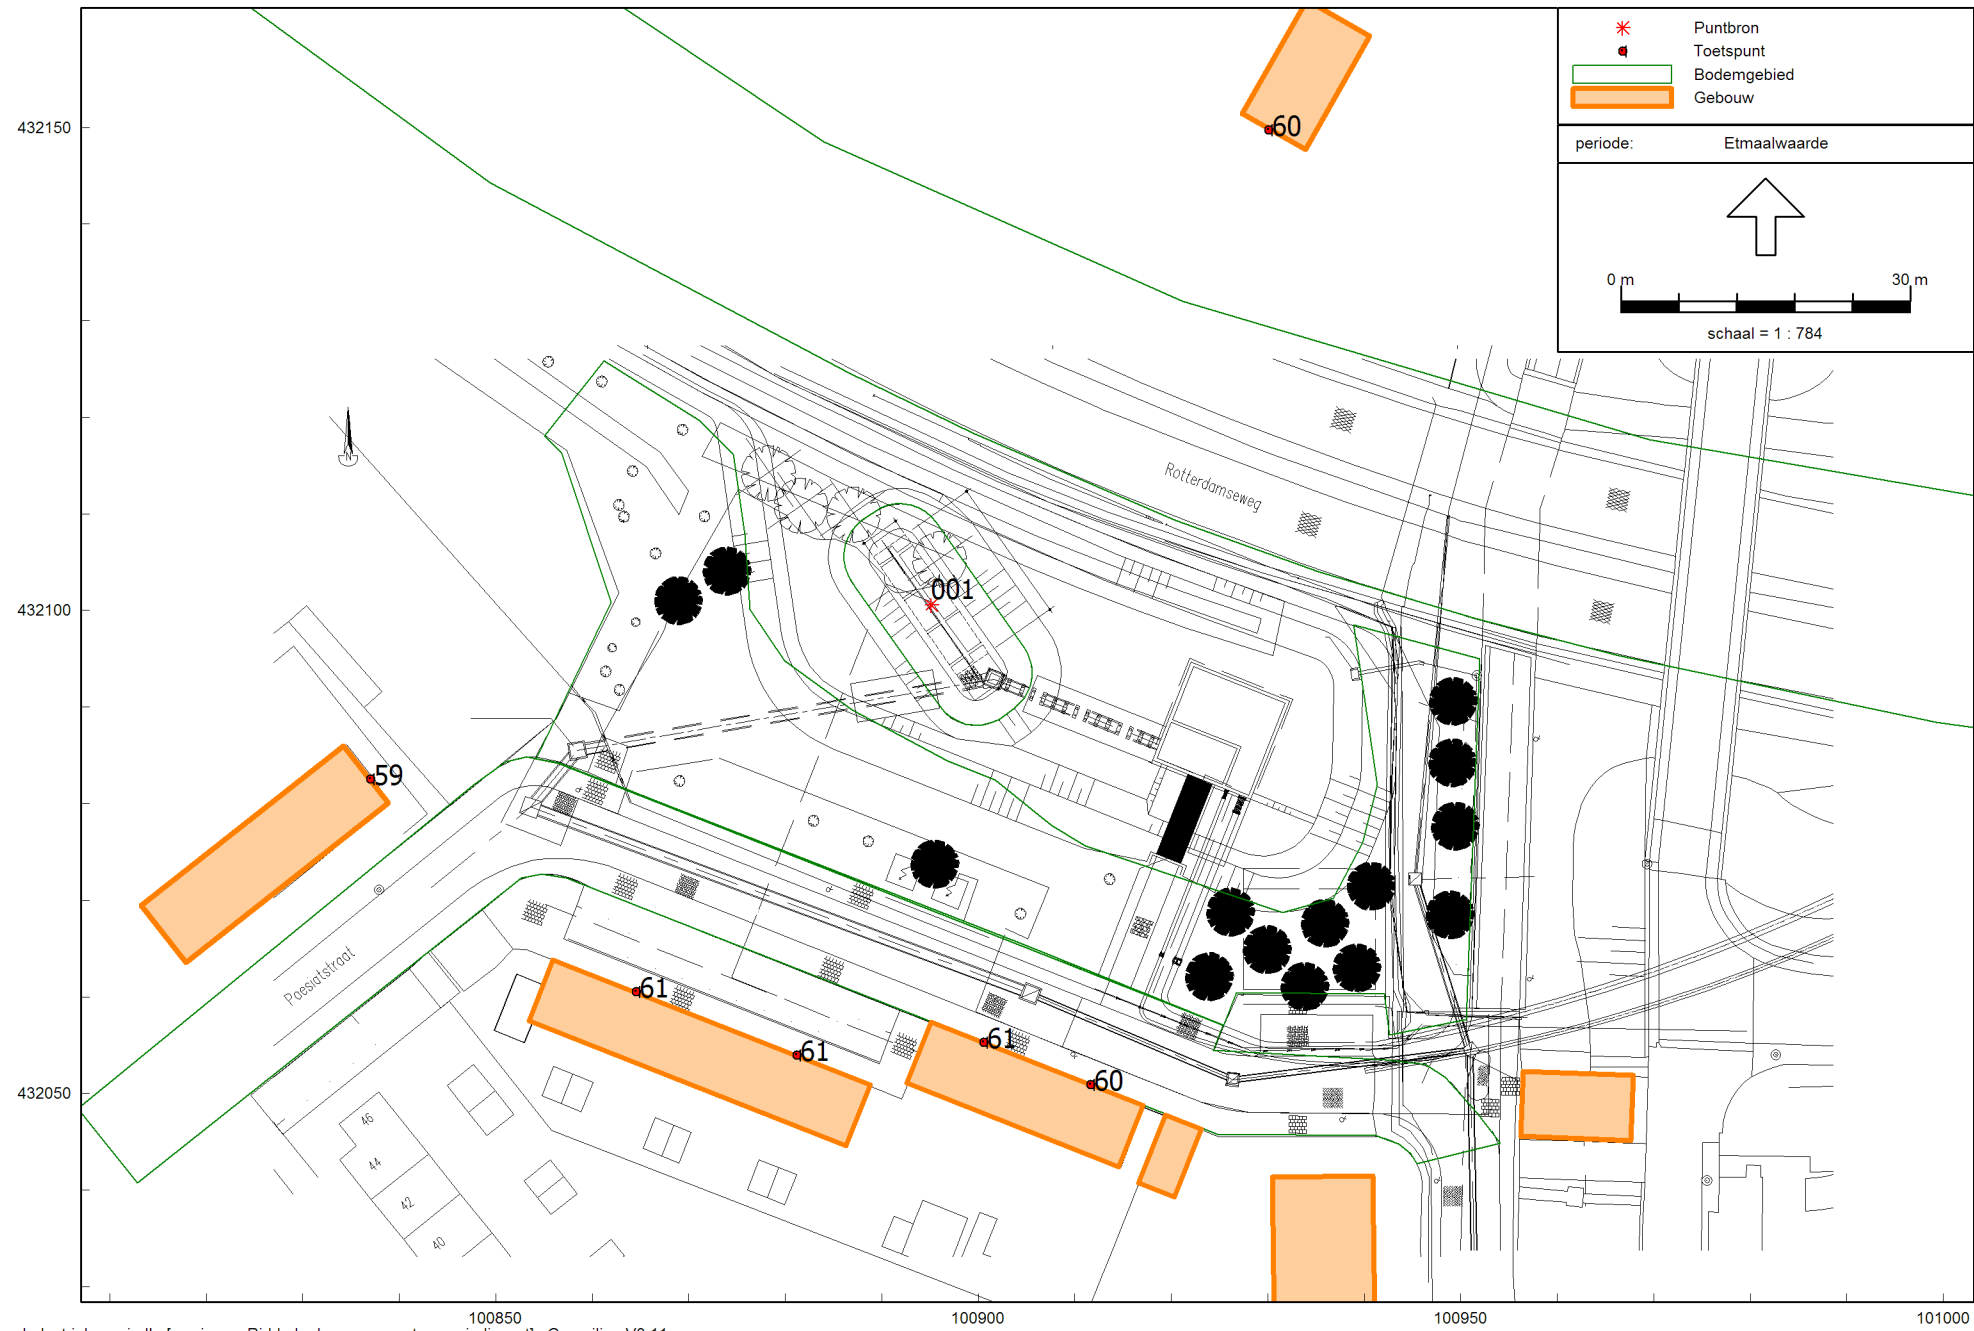 Puntbron
Toetspunt
Bodemgebied
Gebouw
periode: Etmaalwaarde
0 m 30 m
schaal = 1 : 784
432150
60
Rotterdamseweg
N
001
432100
59
Poesiatstraat
61
61
61
60
432050
46
44
42
40
100850 100900 100950 101000